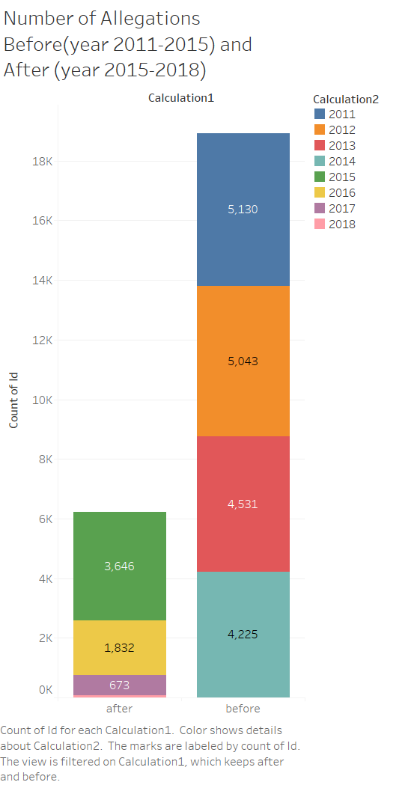 Number of Allegations
Before(year 2011-2015) and
After (year 2015-2018)
Calculation1
Calculation2
2011
2012
2013
2014
2015
2016
2017
2018
Count of Id
18K
16K
14K
12K
10K
8K
6K
4K
2K
0K
5,130
5,043
4,531
4,225
3,646
1,832
673
after
before
Count of Id for each Calculation1. Color shows details
about Calculation2. The marks are labeled by count of Id.
The view is filtered on Calculation1, which keeps after
and before.